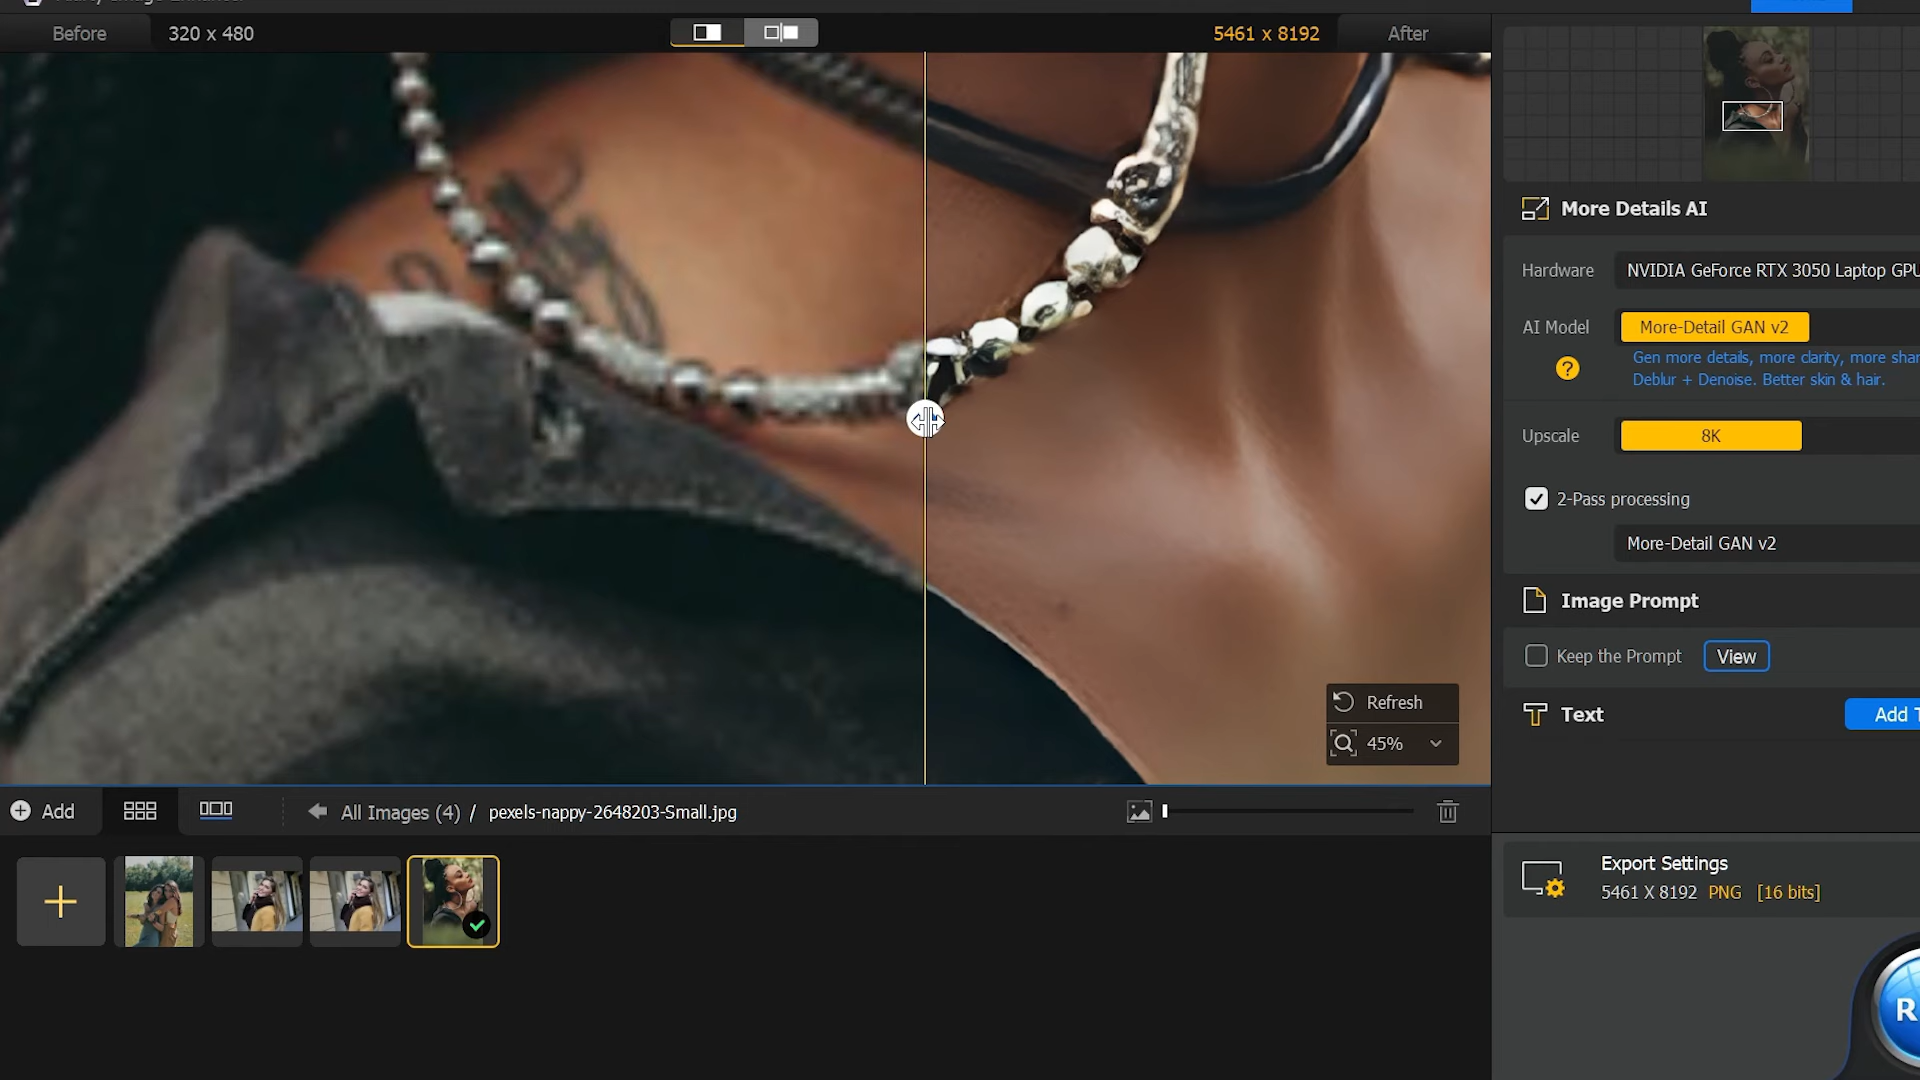 Before
320 x 480
5461 x 8192
After
More Details AI
Hardware
NVIDIA GeForce RTX 3050 Laptop GPU
AI Model
More-Detail GAN v2
?
Gen more details, more clarity, more
Deblur + Denoise. Better skin & hair.
Upscale
8K
2-Pass processing
More-Detail GAN v2
Image Prompt
Keep the Prompt
View
Text
Add
Refresh
45%
Add
All Images (4) / pexels-nappy-2648203-Small.jpg
Export Settings
5461 X 8192 PNG [16 bits]